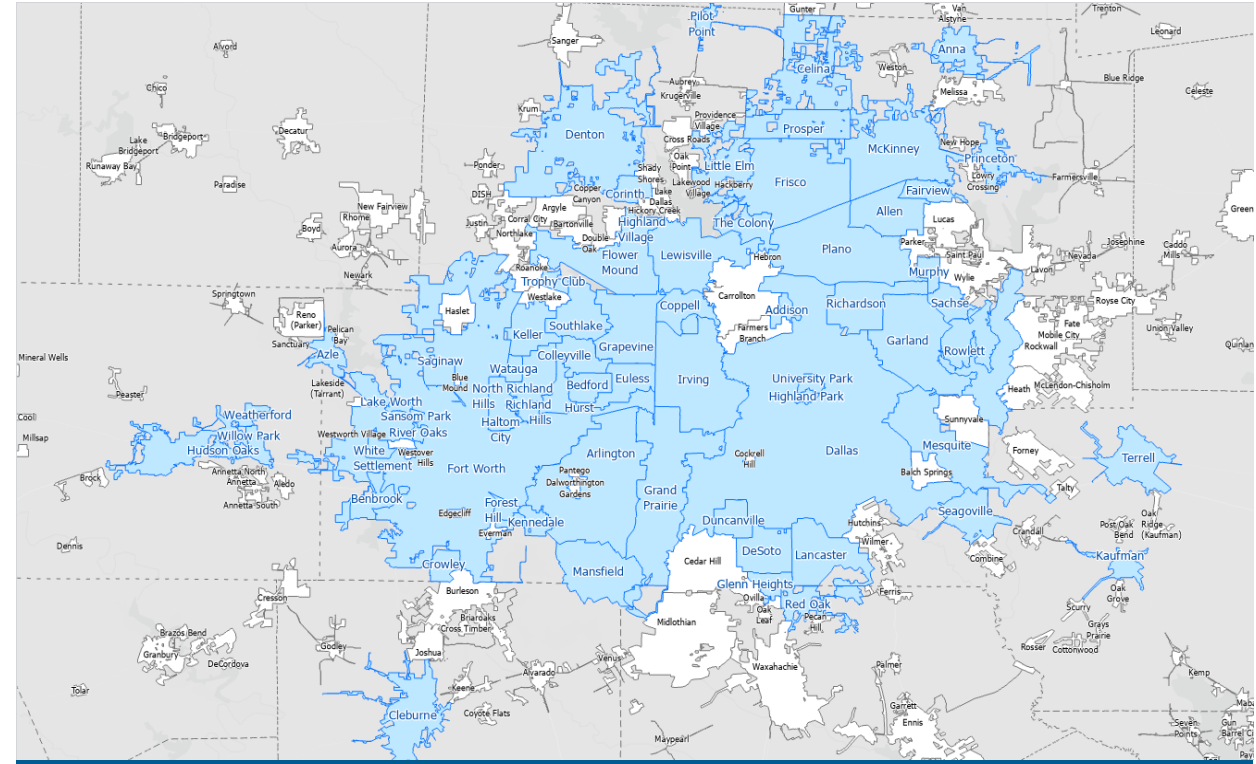 Gunter
Van
Alstyne
Trenton
Pilot
Point
Leonard
Sanger
Alvord
Anna
Celina
Weston
Blue Ridge
Aubrey
Krugerville
Melissa
Chico
Celeste
Krum
Providence
Village
Denton
Prosper
Decatur
Bridgeport
Lake
Bridgeport
Cross Roads
McKinney
New Hope
Oak
Point
Princeton
Runaway Bay
Ponder
Shady
Shores
Little Elm
Lowry
Crossing
Farmersville
Paradise
Lakewood
Village
Hackberry
Frisco
DISH
Copper
Canyon
Corinth
Lake
Dallas
Fairview
New Fairview
Rhome
Argyle
Hickory Creek
Allen
Lucas
Green
Boyd
Justin
Corral City
Bartonville
Highland
Village
The Colony
Northlake
Double
Oak
Parker
Josephine
Aurora
Plano
Saint Paul
Caddo
Mills
Flower
Mound
Lewisville
Hebron
Nevada
Newark
Roanoke
Murphy
Wylie
Lavon
Trophy Club
Springtown
Westlake
Carrollton
Royse City
Coppell
Addison
Richardson
Sachse
Reno
(Parker)
Haslet
Fate
Mobile City
Union Valley
Pelican
Bay
Keller
Southlake
Farmers
Branch
Garland
Rockwall
Sanctuary
Grapevine
Rowlett
Quinlan
Azle
Colleyville
Mineral Wells
Saginaw
Watauga
Blue
Mound
Lakeside
(Tarrant)
North Richland
Hills
Bedford
Euless
Irving
University Park
Highland Park
Heath
McLendon-Chisholm
Peaster
Lake Worth
Richland
Hills
Hurst
Cool
Weatherford
Sansom Park
Haltom
City
Sunnyvale
Millsap
Willow Park
Westworth Village
River Oaks
Hudson Oaks
White
Settlement
Westover
Hills
Arlington
Cockrell
Hill
Dallas
Mesquite
Forney
Terrell
Brock
Annetta North
Annetta
Aledo
Fort Worth
Pantego
Dalworthington
Gardens
Balch Springs
Annetta South
Benbrook
Grand
Prairie
Talty
Forest
Hill
Edgecliff
Kennedale
Duncanville
Hutchins
Seagoville
Everman
Post Oak
Bend
Oak
Ridge
(Kaufman)
Crandall
Dennis
Wilmer
DeSoto
Lancaster
Combine
Kaufman
Crowley
Mansfield
Cedar Hill
Glenn Heights
Burleson
Ferris
Oak
Grove
Cresson
Ovilla
Red Oak
Scurry
Oak
Leaf
Pecan
Hill
Briaroaks
Midlothian
Grays
Prairie
Cross Timber
Brazos Bend
Godley
Rosser
Cottonwood
Granbury
Joshua
Venus
DeCordova
Waxahachie
Palmer
Alvarado
Kemp
Tolar
Keene
Garrett
Cleburne
Coyote Flats
Ennis
Seven
Points
Gun
Barrel C
Maypearl